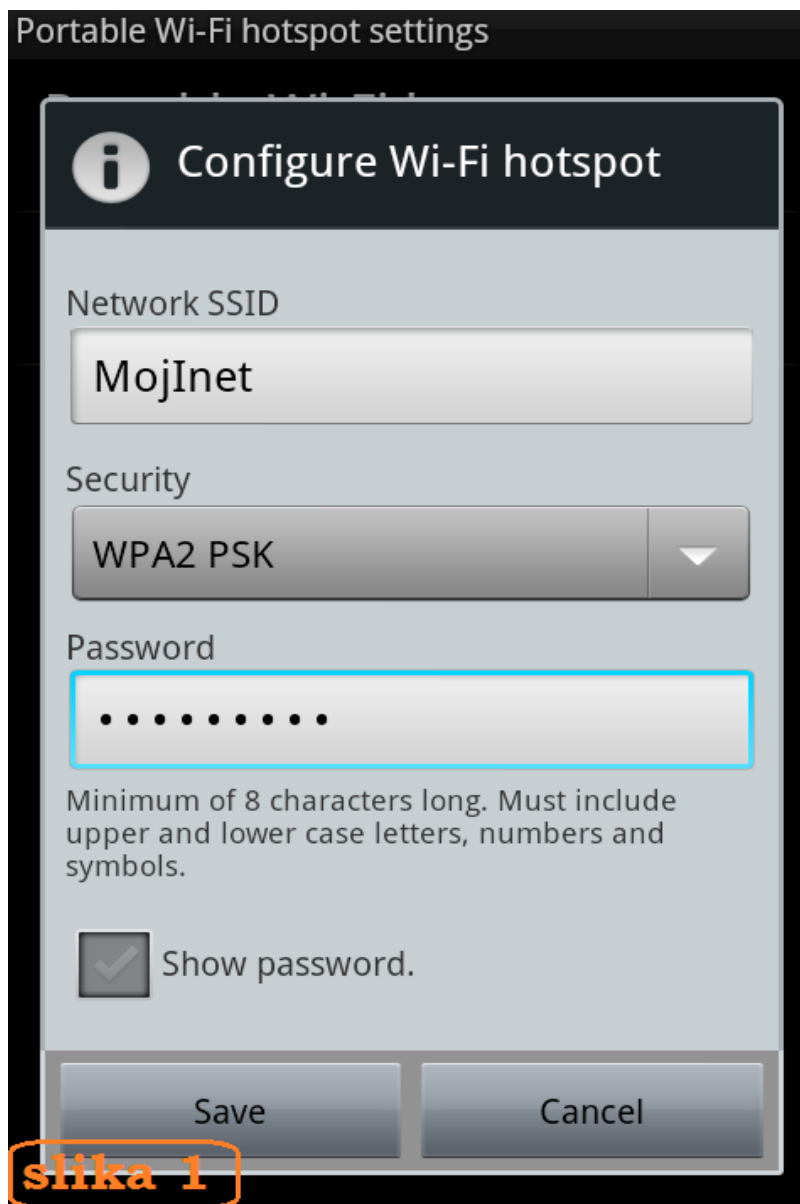 Portable Wi-Fi hotspot settings
Configure Wi-Fi hotspot
Network SSID
MojInet
Security
WPA2 PSK
Password
•••••••••
Minimum of 8 characters long. Must include
upper and lower case letters, numbers and
symbols.
Show password.
Save
Cancel
slika 1